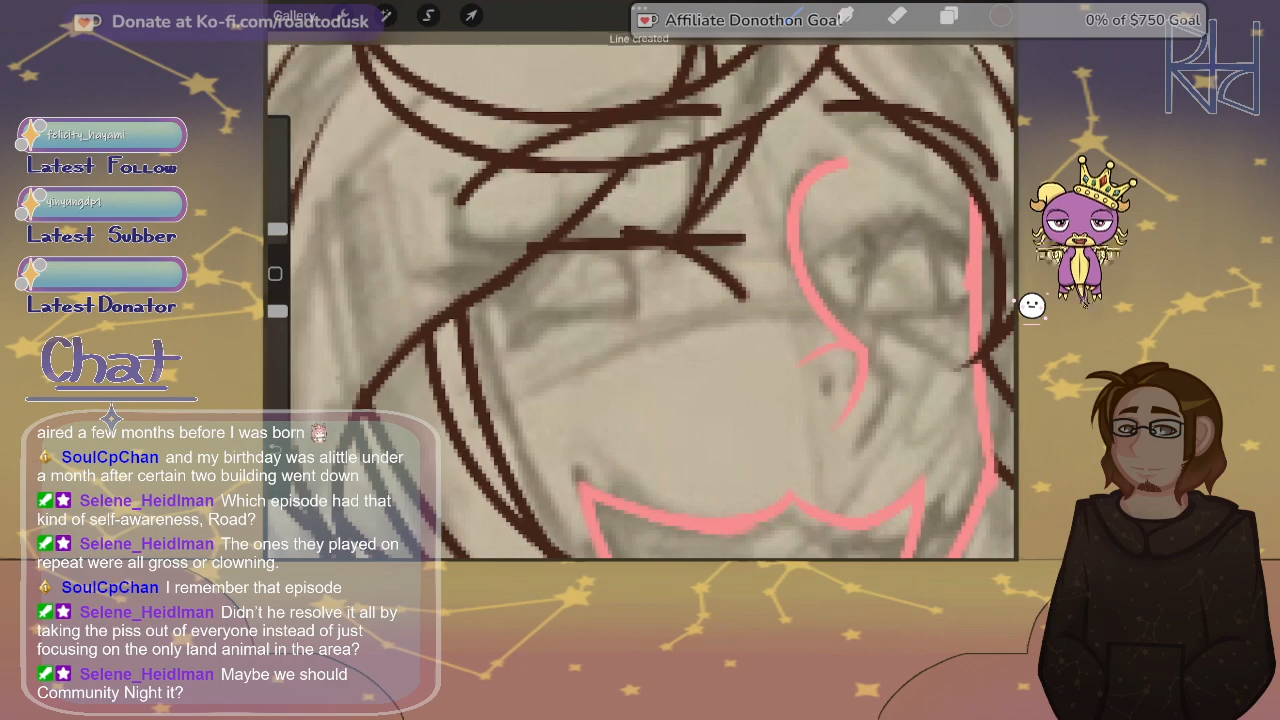 Gallery
Donate at Ko-fi.com/roadtodusk
Affiliate Donothon Goal
0% of $750 Goal
Line created
felicity_hayami
Latest Follow
yinyangdp1
Latest Subber
Latest Donator
Chat
aired a few months before I was born
SoulCpChan and my birthday was alittle under
a month after certain two building went down
Selene_Heidlman Which episode had that
kind of self-awareness, Road?
Selene_Heidlman The ones they played on
repeat were all gross or clowning.
SoulCpChan I remember that episode
Selene_Heidlman Didn't he resolve it all by
taking the piss out of everyone instead of just
focusing on the only land animal in the area?
Selene_Heidlman Maybe we should
Community Night it?